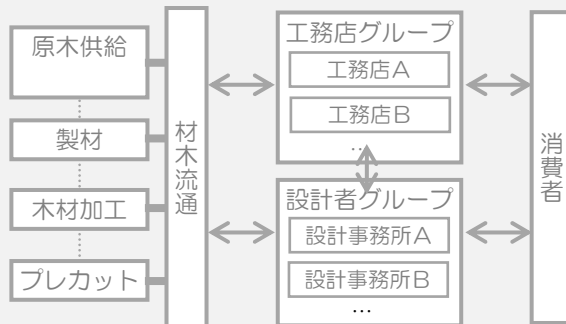 原木供給
製材
木材加工
プレカット
材木流通
工務店グループ
工務店A
工務店B
…
設計者グループ
設計事務所A
設計事務所B
…
消費者